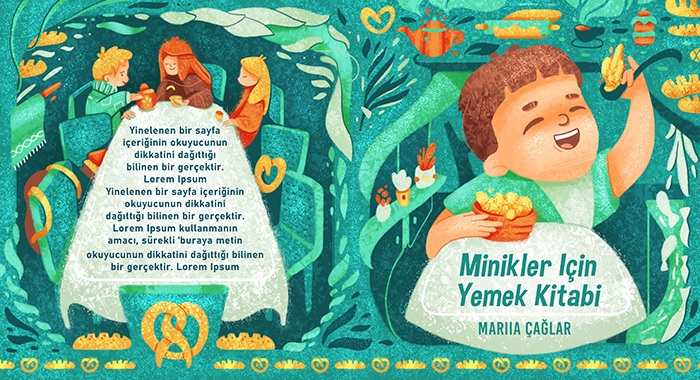 Yinelenen bir sayfa
içeriğinin okuyucunun
dikkatini dağıttığı
bilinen bir gerçektir.
Lorem Ipsum
Yinelenen bir sayfa içeriğinin
okuyucunun dikkatini
dağıttığı bilinen bir gerçektir.
Lorem Ipsum kullanmanın
amacı, sürekli 'buraya metin
okuyucunun dikkatini dağıttığı bilinen
bir gerçektir. Lorem Ipsum
Minikler Için
Yemek Kitabi
MARIIA ÇAĞLAR